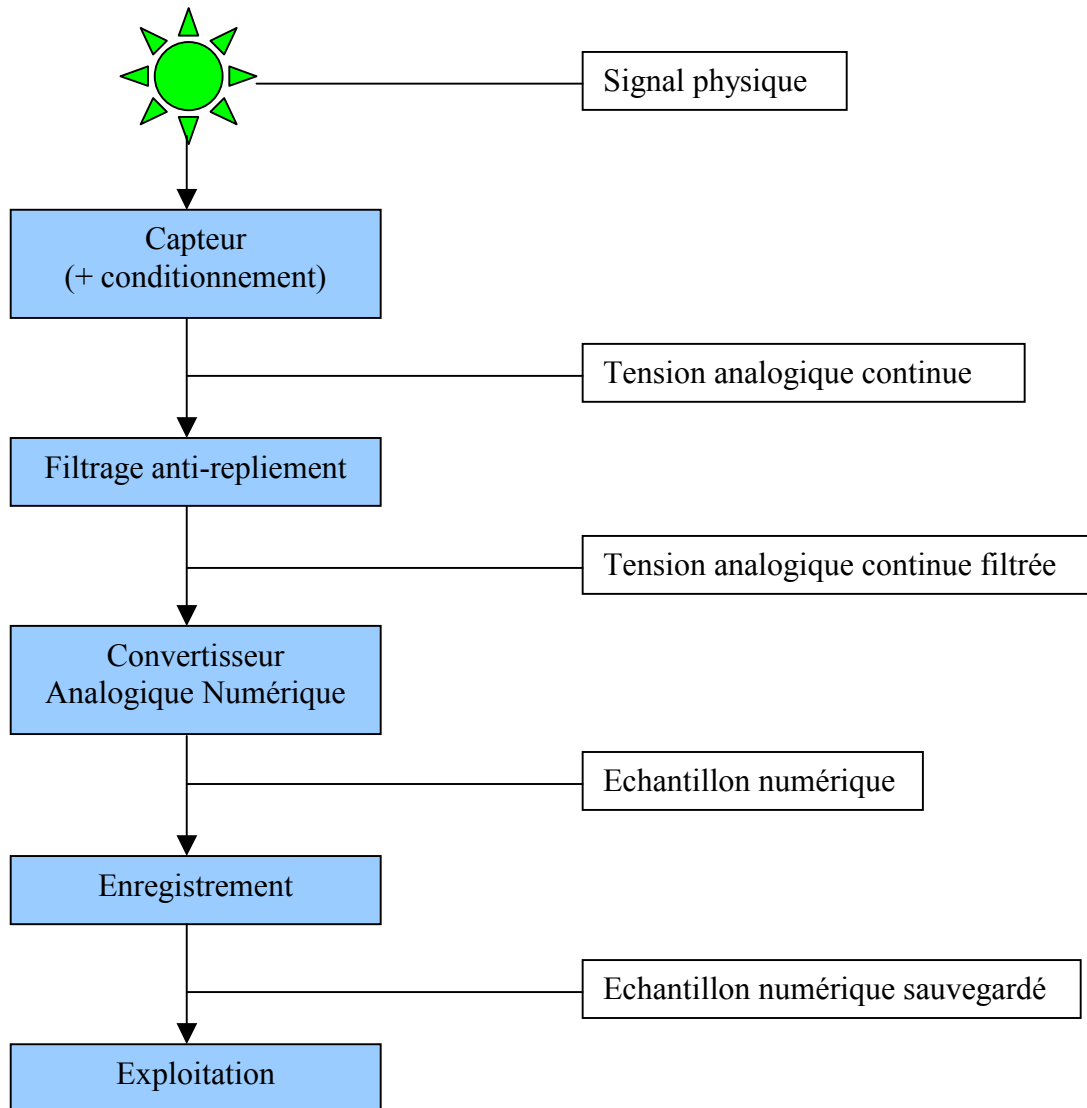 Signal physique
Capteur
(+ conditionnement)
Tension analogique continue
Filtrage anti-repliement
Tension analogique continue filtrée
Convertisseur
Analogique Numérique
Echantillon numérique
Enregistrement
Echantillon numérique sauvegardé
Exploitation